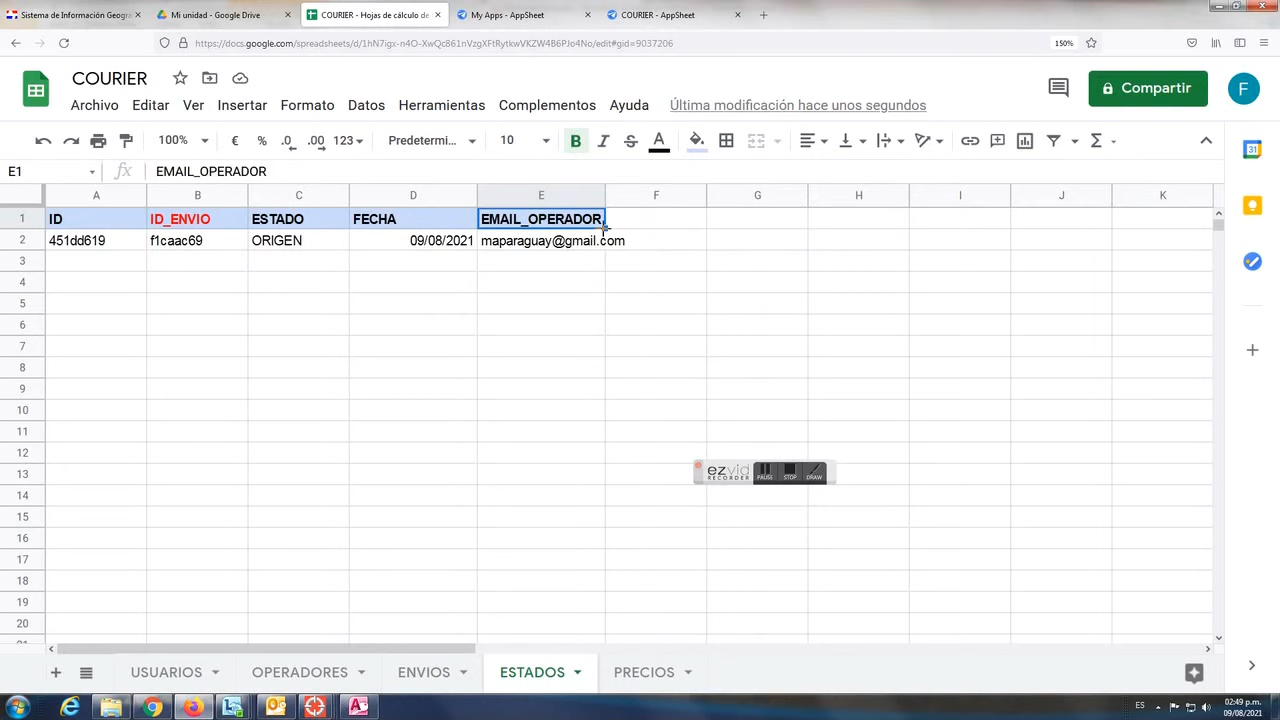 Sistema de Información Geogr
Mi unidad - Google Drive
COURIER - Hojas de cálculo de
My Apps - AppSheet
COURIER - AppSheet
150%
COURIER
Archivo Editar Ver Insertar Formato Datos Herramientas Complementos Ayuda Última modificación hace unos segundos
Compartir
F
100% € % .0 .00 123 Predetermi... 10 B I S A
E1 fx EMAIL_OPERADOR
A B C D E F G H I J K
1 ID ID_ENVIO ESTADO FECHA EMAIL_OPERADOR
2 451dd619 f1caac69 ORIGEN 09/08/2021 maparaguay@gmail.com
3
4
5
6
7
8
9
10
11
12
13
14
15
16
17
18
19
20
31
ezvid
RECORDER
PAUSE STOP DRAW
USUARIOS OPERADORES ENVIOS ESTADOS PRECIOS
ES 02:49 p.m.
09/08/2021